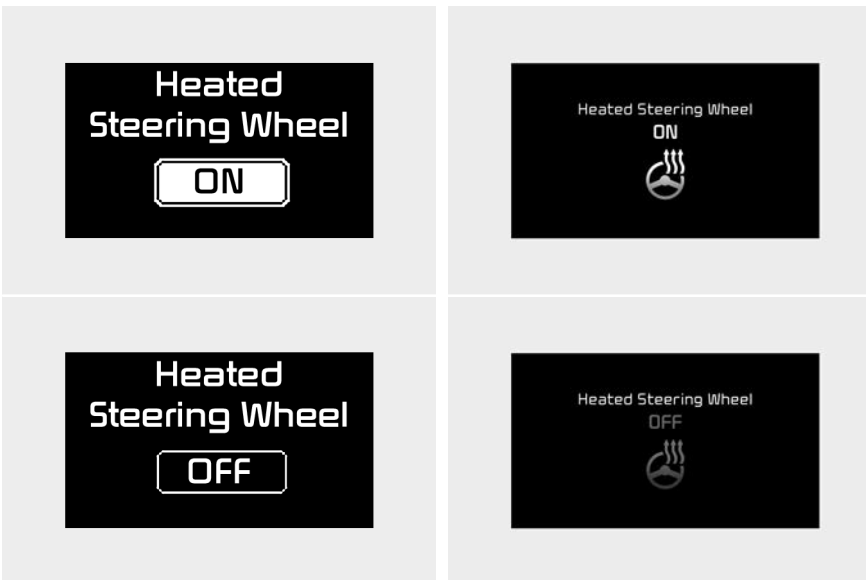 Heated
Steering Wheel
ON
Heated Steering Wheel
ON
Heated
Steering Wheel
OFF
Heated Steering Wheel
OFF